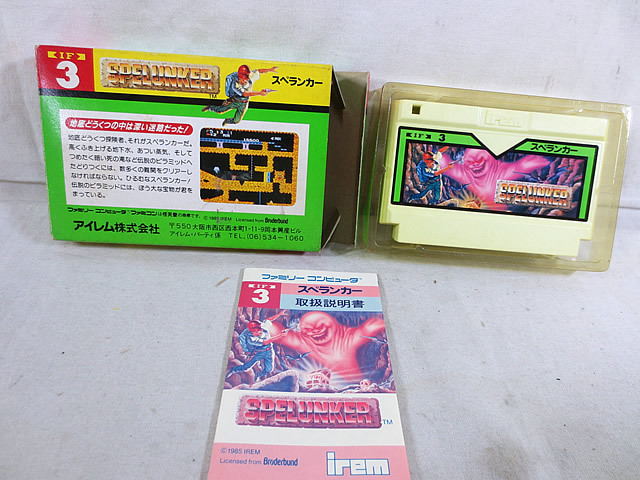 IF
3
SPELUNKER
TM
スペランカー
地底どうくつの中は深い迷路だった!
地底どうくつ探険者、それがスペランカーだ。
高くふき上げる地下水、あつい蒸気、そして
つめたく暗い死の滝など伝説のピラミッドへ
たどりつくには、数多くの難関をクリアーし
なければならない。ひるむなスペランカー!
伝説のピラミッドには、ぼう大な宝物が君を
まっている。
©1985 IREM Licensed from Brøderbund
ファミリーコンピュータ・ファミコンは任天堂の商標です。
アイレム株式会社
〒550大阪市西区西本町1-11-9岡本興産ビル
アイレム・パーティ係 TEL.(06)534-1060
IF 3
スペランカー
SPELUNKER
ファミリー コンピュータ
IF
3
スペランカー
取扱説明書
SPELUNKER
TM
©1985 IREM
Licensed from Brøderbund
irem